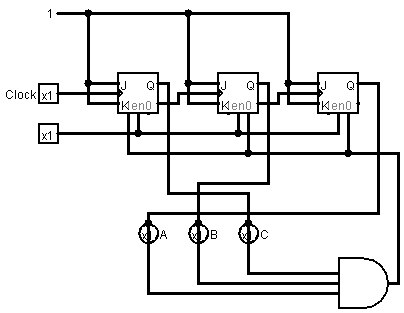 1
J Q J Q J Q
Clock x1
K en0 K en0 K en0
x1
x1 A x1 B x1 C